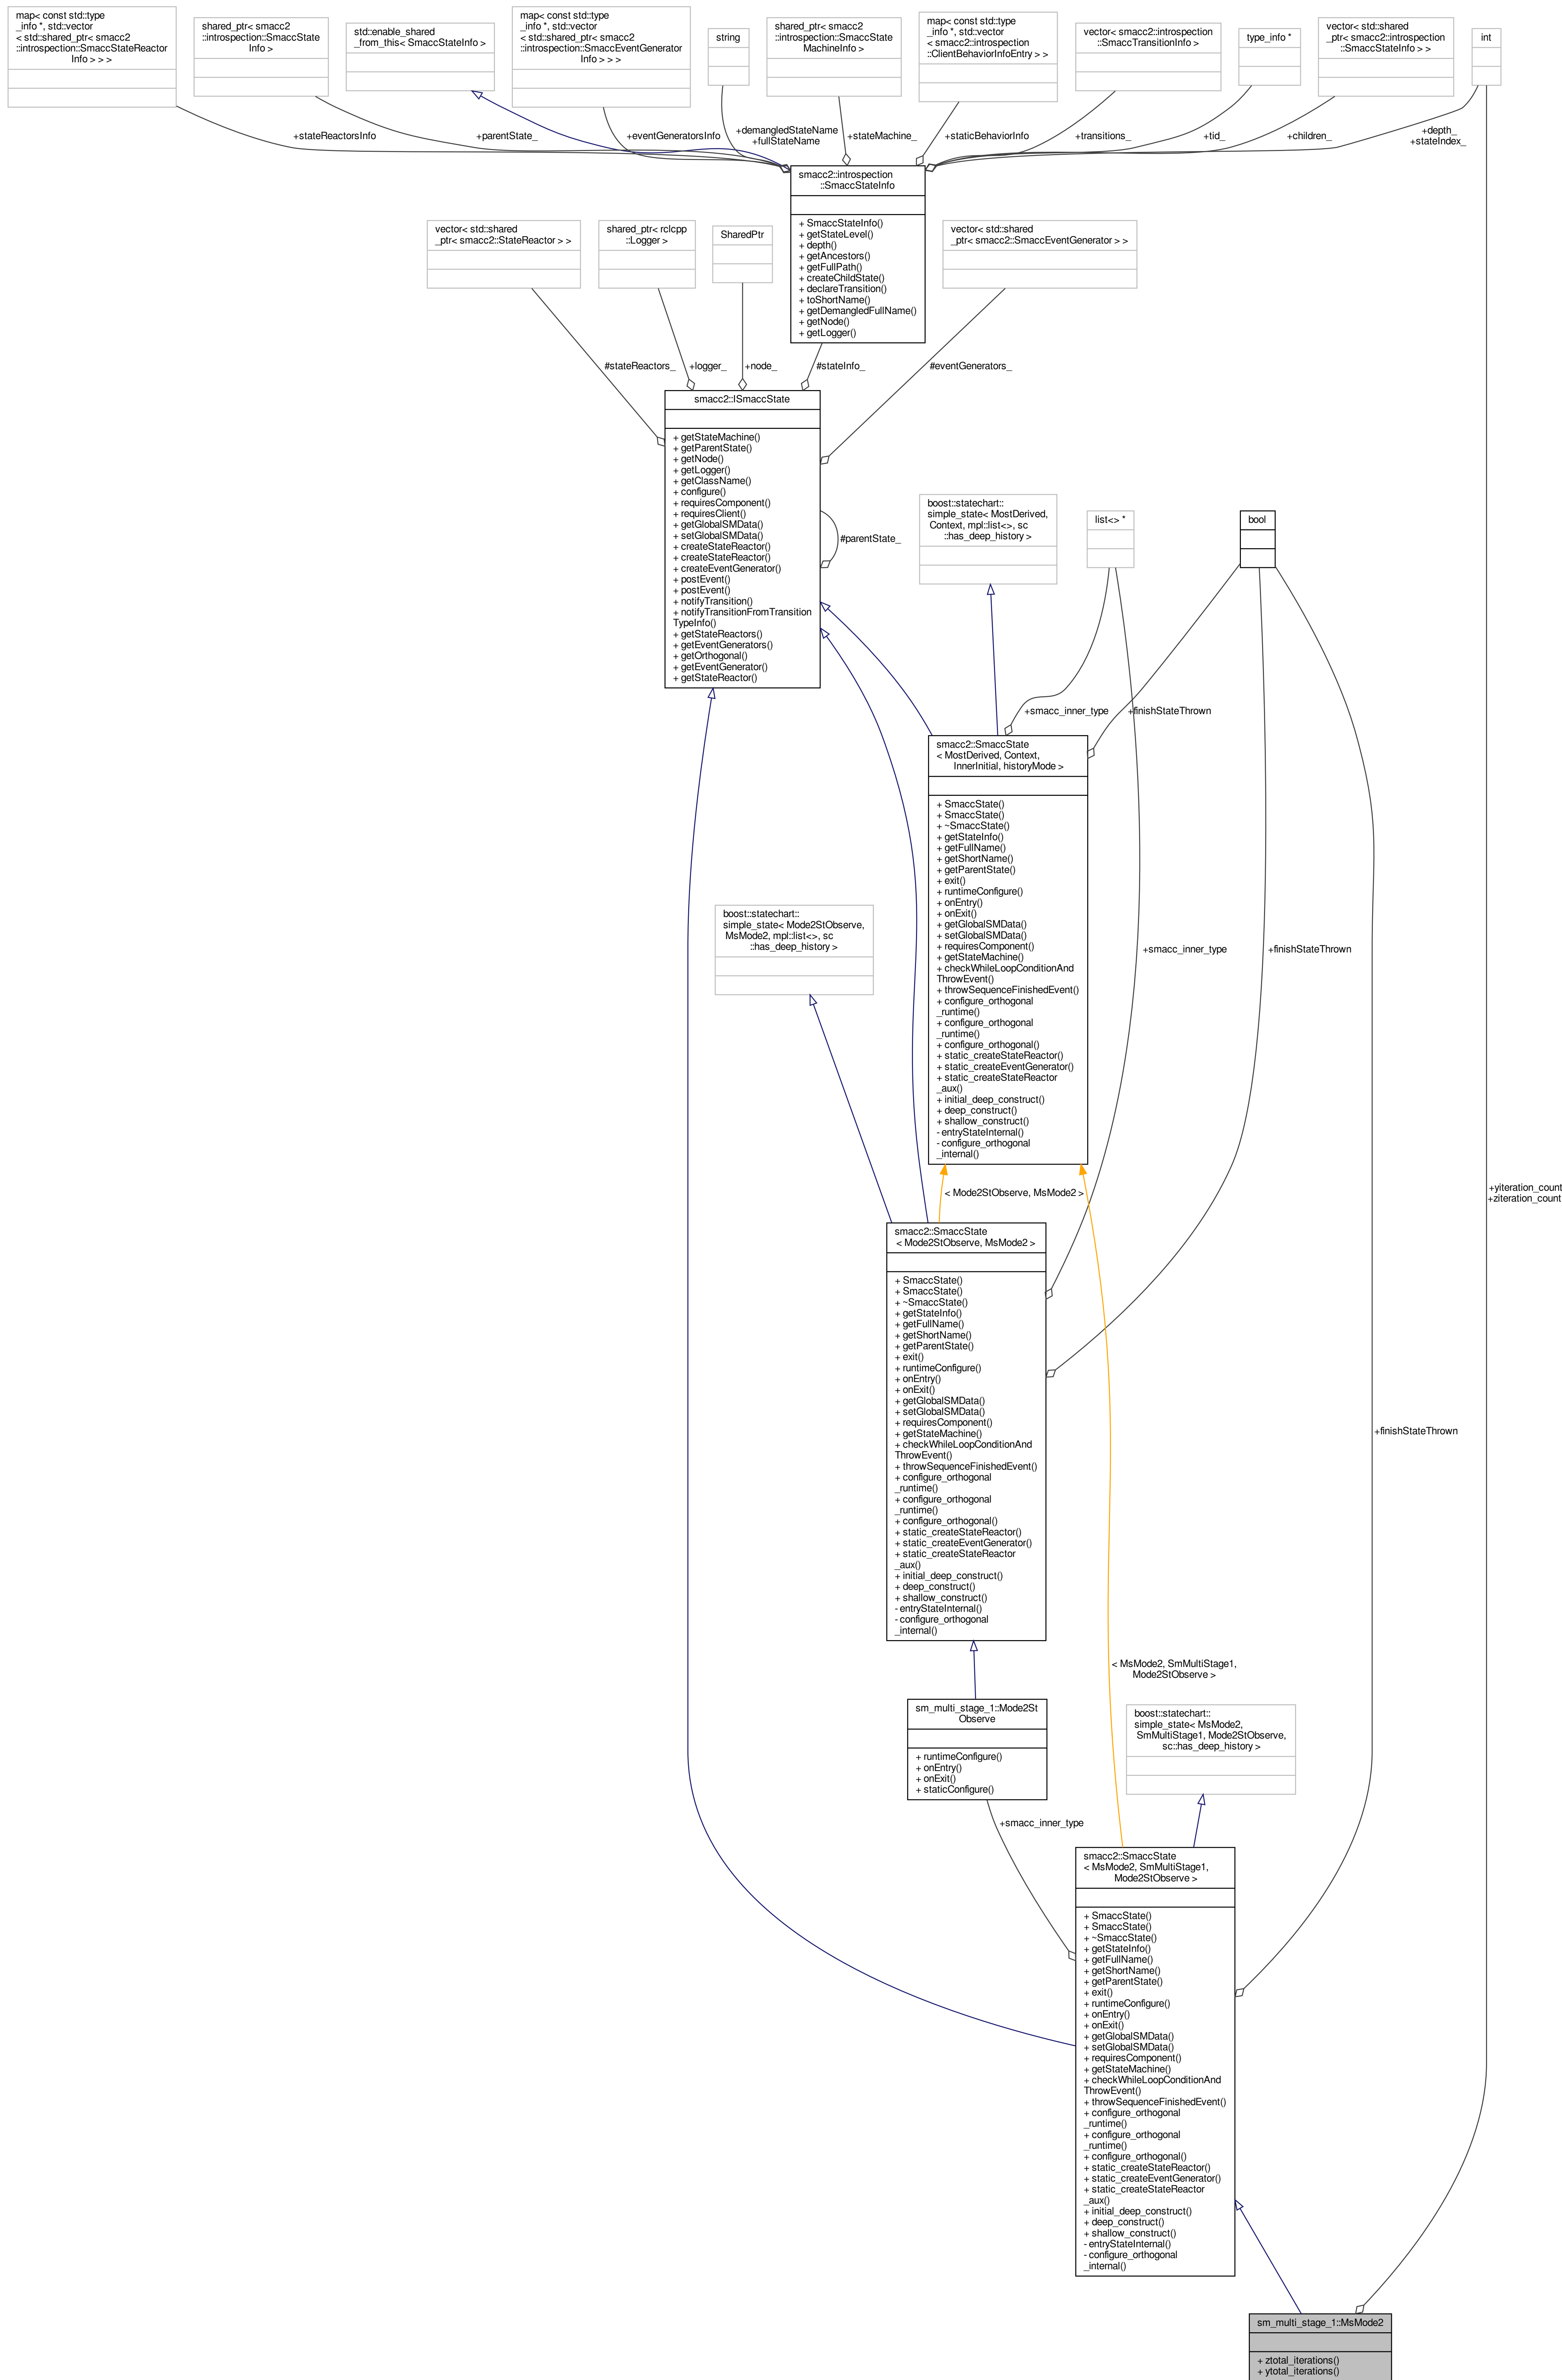 map< const std::type
_info *, std::vector
< std::shared_ptr< smacc2
::introspection::SmaccStateReactor
Info > > >
shared_ptr< smacc2
::introspection::SmaccState
Info >
std::enable_shared
_from_this< SmaccStateInfo >
map< const std::type
_info *, std::vector
< std::shared_ptr< smacc2
::introspection::SmaccEventGenerator
Info > > >
string
shared_ptr< smacc2
::introspection::SmaccState
MachineInfo >
map< const std::type
_info *, std::vector
< smacc2::introspection
::ClientBehaviorInfoEntry > >
vector< smacc2::introspection
::SmaccTransitionInfo >
type_info *
vector< std::shared
_ptr< smacc2::introspection
::SmaccStateInfo > >
int
+stateReactorsInfo
+parentState_
+eventGeneratorsInfo
+demangledStateName
+fullStateName
+stateMachine_
+staticBehaviorInfo
+transitions_
+tid_
+children_
+depth_
+stateIndex_
smacc2::introspection
::SmaccStateInfo
+ SmaccStateInfo()
+ getStateLevel()
+ depth()
+ getAncestors()
+ getFullPath()
+ createChildState()
+ declareTransition()
+ toShortName()
+ getDemangledFullName()
+ getNode()
+ getLogger()
vector< std::shared
_ptr< smacc2::StateReactor > >
shared_ptr< rclcpp
::Logger >
SharedPtr
vector< std::shared
_ptr< smacc2::SmaccEventGenerator > >
#stateReactors_
+logger_
+node_
#stateInfo_
#eventGenerators_
smacc2::ISmaccState
+ getStateMachine()
+ getParentState()
+ getNode()
+ getLogger()
+ getClassName()
+ configure()
+ requiresComponent()
+ requiresClient()
+ getGlobalSMData()
+ setGlobalSMData()
+ createStateReactor()
+ createStateReactor()
+ createEventGenerator()
+ postEvent()
+ postEvent()
+ notifyTransition()
+ notifyTransitionFromTransition
TypeInfo()
+ getStateReactors()
+ getEventGenerators()
+ getOrthogonal()
+ getEventGenerator()
+ getStateReactor()
#parentState_
boost::statechart::
simple_state< MostDerived,
Context, mpl::list<>, sc
::has_deep_history >
list<> *
bool
+smacc_inner_type
+finishStateThrown
smacc2::SmaccState
< MostDerived, Context,
InnerInitial, historyMode >
+ SmaccState()
+ SmaccState()
+ ~SmaccState()
+ getStateInfo()
+ getFullName()
+ getShortName()
+ getParentState()
+ exit()
+ runtimeConfigure()
+ onEntry()
+ onExit()
+ getGlobalSMData()
+ setGlobalSMData()
+ requiresComponent()
+ getStateMachine()
+ checkWhileLoopConditionAnd
ThrowEvent()
+ throwSequenceFinishedEvent()
+ configure_orthogonal
_runtime()
+ configure_orthogonal
_runtime()
+ configure_orthogonal()
+ static_createStateReactor()
+ static_createEventGenerator()
+ static_createStateReactor
_aux()
+ initial_deep_construct()
+ deep_construct()
+ shallow_construct()
- entryStateInternal()
- configure_orthogonal
_internal()
boost::statechart::
simple_state< Mode2StObserve,
MsMode2, mpl::list<>, sc
::has_deep_history >
+smacc_inner_type
+finishStateThrown
< Mode2StObserve, MsMode2 >
+yiteration_count
+ziteration_count
smacc2::SmaccState
< Mode2StObserve, MsMode2 >
+ SmaccState()
+ SmaccState()
+ ~SmaccState()
+ getStateInfo()
+ getFullName()
+ getShortName()
+ getParentState()
+ exit()
+ runtimeConfigure()
+ onEntry()
+ onExit()
+ getGlobalSMData()
+ setGlobalSMData()
+ requiresComponent()
+ getStateMachine()
+ checkWhileLoopConditionAnd
ThrowEvent()
+ throwSequenceFinishedEvent()
+ configure_orthogonal
_runtime()
+ configure_orthogonal
_runtime()
+ configure_orthogonal()
+ static_createStateReactor()
+ static_createEventGenerator()
+ static_createStateReactor
_aux()
+ initial_deep_construct()
+ deep_construct()
+ shallow_construct()
- entryStateInternal()
- configure_orthogonal
_internal()
+finishStateThrown
< MsMode2, SmMultiStage1,
Mode2StObserve >
sm_multi_stage_1::Mode2St
Observe
+ runtimeConfigure()
+ onEntry()
+ onExit()
+ staticConfigure()
boost::statechart::
simple_state< MsMode2,
SmMultiStage1, Mode2StObserve,
sc::has_deep_history >
+smacc_inner_type
smacc2::SmaccState
< MsMode2, SmMultiStage1,
Mode2StObserve >
+ SmaccState()
+ SmaccState()
+ ~SmaccState()
+ getStateInfo()
+ getFullName()
+ getShortName()
+ getParentState()
+ exit()
+ runtimeConfigure()
+ onEntry()
+ onExit()
+ getGlobalSMData()
+ setGlobalSMData()
+ requiresComponent()
+ getStateMachine()
+ checkWhileLoopConditionAnd
ThrowEvent()
+ throwSequenceFinishedEvent()
+ configure_orthogonal
_runtime()
+ configure_orthogonal
_runtime()
+ configure_orthogonal()
+ static_createStateReactor()
+ static_createEventGenerator()
+ static_createStateReactor
_aux()
+ initial_deep_construct()
+ deep_construct()
+ shallow_construct()
- entryStateInternal()
- configure_orthogonal
_internal()
sm_multi_stage_1::MsMode2
+ ztotal_iterations()
+ ytotal_iterations()